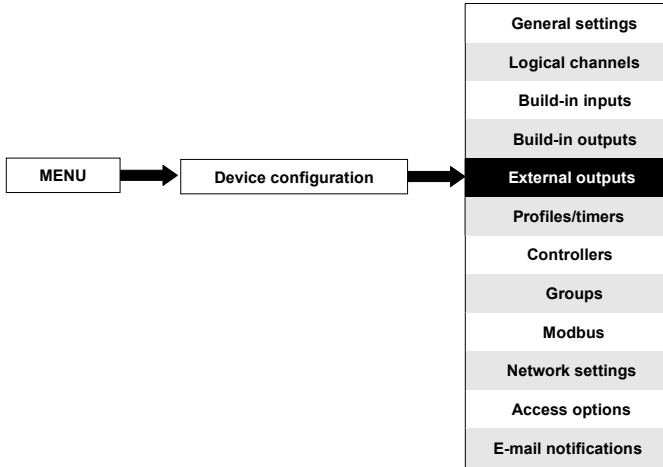 MENU
Device configuration
General settings
Logical channels
Build-in inputs
Build-in outputs
External outputs
Profiles/timers
Controllers
Groups
Modbus
Network settings
Access options
E-mail notifications